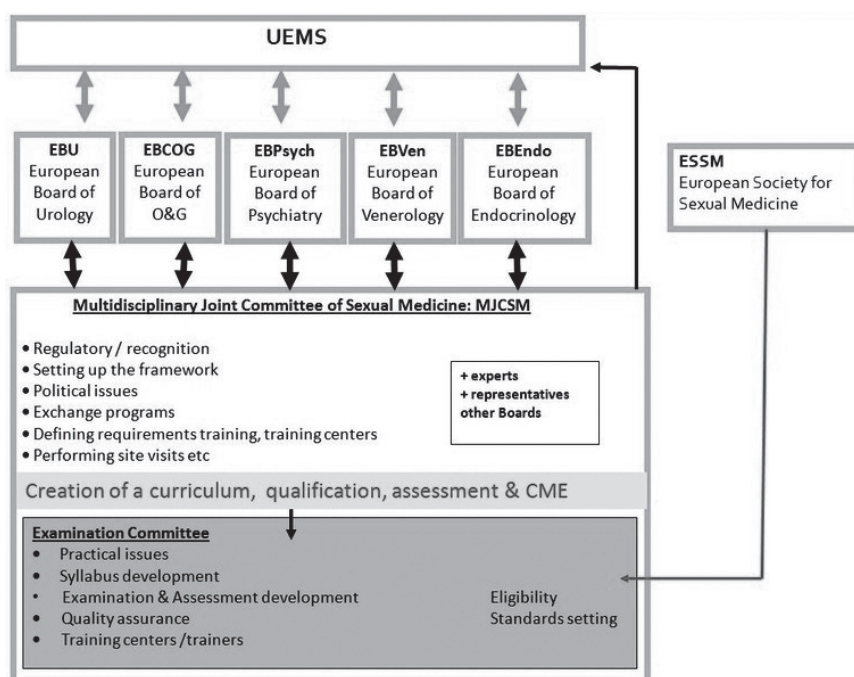 UEMS
EBU
European
Board of
Urology
EBCOG
European
Board of
O&G
EBPsych
European
Board of
Psychiatry
EBVen
European
Board of
Venerology
EBEndo
European
Board of
Endocrinology
ESSM
European Society for
Sexual Medicine
Multidisciplinary Joint Committee of Sexual Medicine: MJCSM
• Regulatory / recognition
• Setting up the framework
• Political issues
• Exchange programs
• Defining requirements training, training centers
• Performing site visits etc
+ experts
+ representatives
other Boards
Creation of a curriculum, qualification, assessment & CME
Examination Committee
• Practical issues
• Syllabus development
• Examination & Assessment development
• Quality assurance
• Training centers /trainers
Eligibility
Standards setting